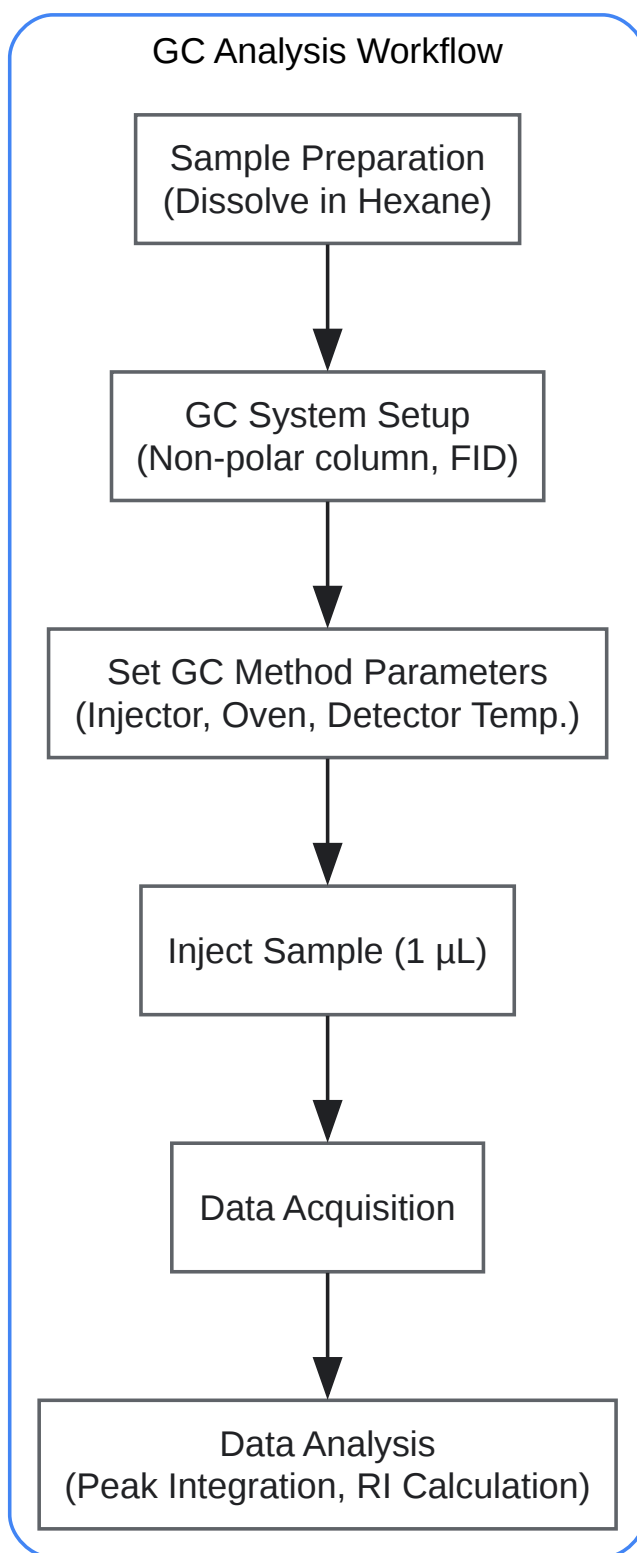 GC Analysis Workflow
Sample Preparation
(Dissolve in Hexane)
GC System Setup
(Non-polar column, FID)
Set GC Method Parameters
(Injector, Oven, Detector Temp.)
Inject Sample (1 µL)
Data Acquisition
Data Analysis
(Peak Integration, RI Calculation)